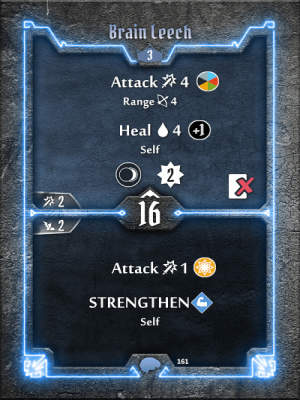 Brain Leech
3
Attack 4
Range 4
Heal 4 +1
Self
2
2
16
2
Attack 1
STRENGTHEN
Self
161